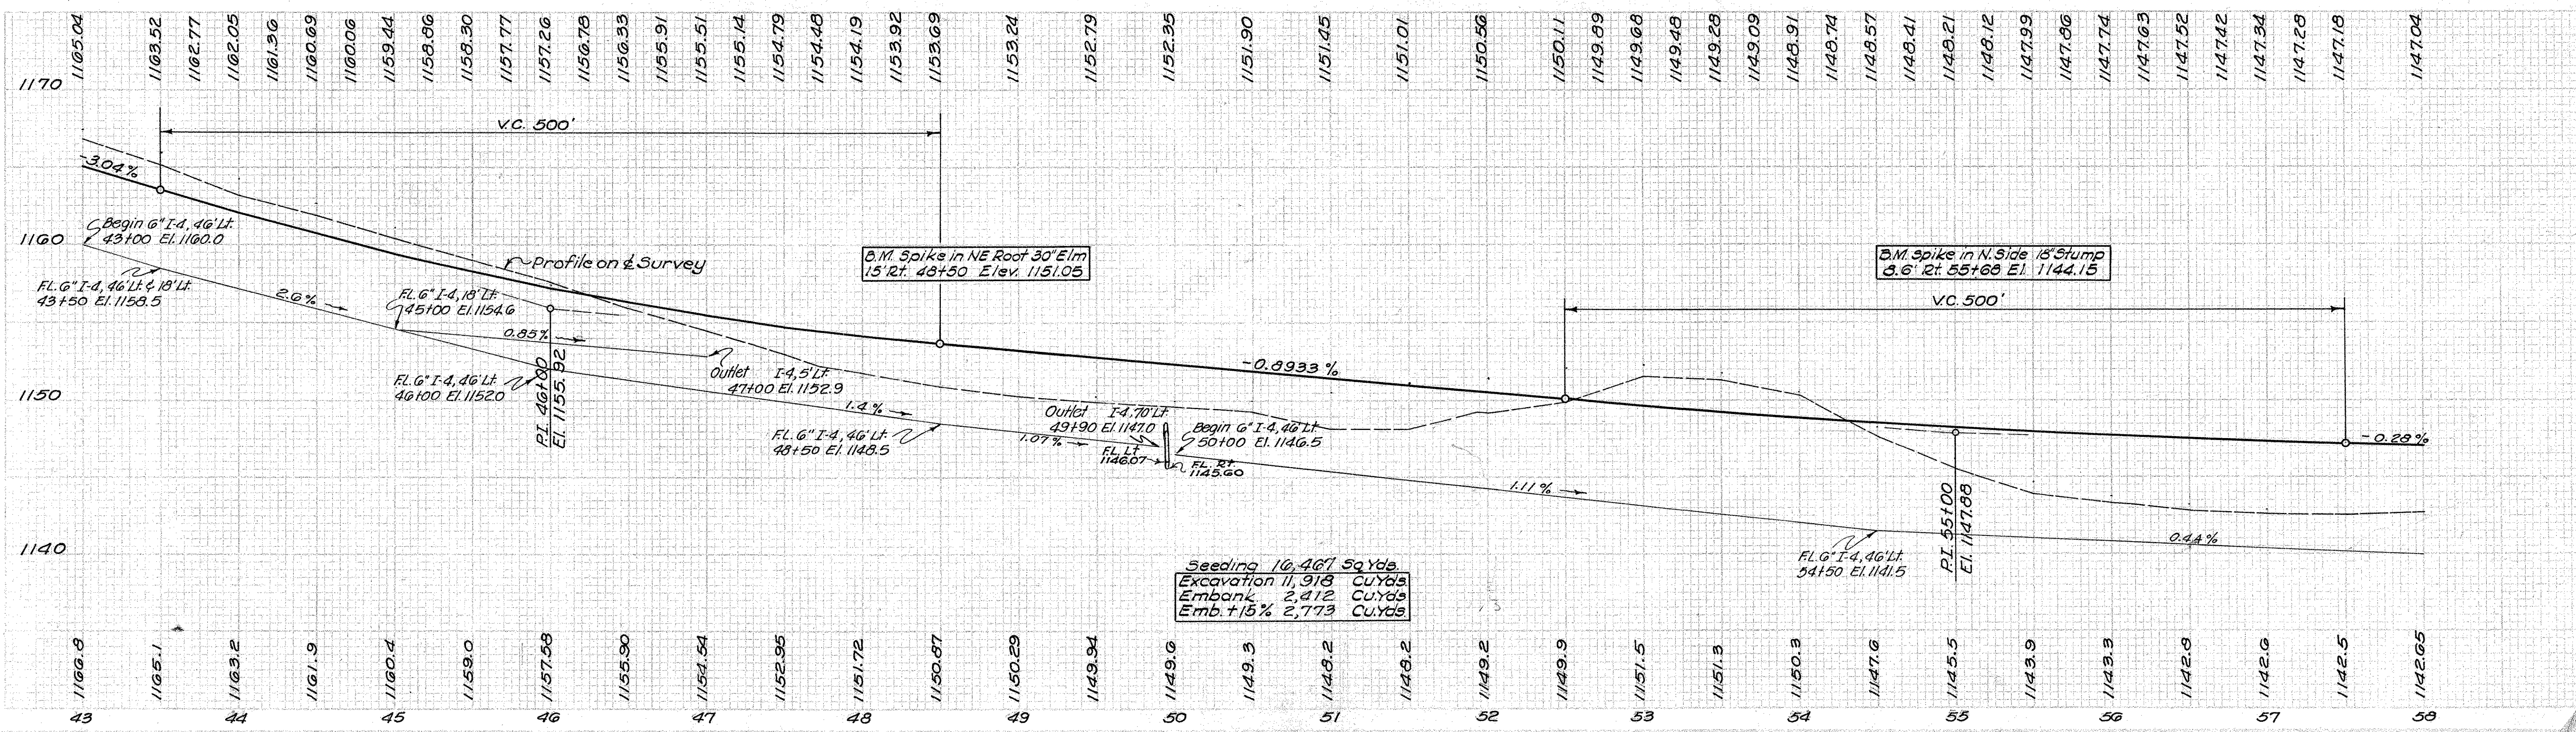 1165.04
1163.52
1162.77
1162.05
1161.36
1160.69
1160.06
1159.44
1158.86
1158.30
1157.77
1157.26
1156.78
1156.33
1155.91
1155.51
1155.14
1154.79
1154.48
1154.19
1153.92
1153.69
1153.24
1152.79
1152.35
1151.90
1151.45
1151.01
1150.56
1150.11
1149.89
1149.68
1149.48
1149.28
1149.09
1148.91
1148.74
1148.57
1148.41
1148.21
1148.12
1147.99
1147.86
1147.74
1147.63
1147.52
1147.42
1147.34
1147.28
1147.18
1147.04
1170
V.C. 500'
-3.04%
Begin 6" I-4, 46' Lt.
43+00 El. 1160.0
1160
Profile on ℄ Survey
B.M. Spike in NE Root 30" Elm
15' Rt. 48+50 Elev. 1151.05
B.M. Spike in N. Side 18" Stump
8.6' Rt. 55+68 El. 1144.15
F.L. 6" I-4, 46' Lt. & 18' Lt.
43+50 El. 1158.5
2.6%
F.L. 6" I-4, 18' Lt.
45+00 El. 1154.6
V.C. 500'
0.85%
P.I. 46+00
El. 1155.92
Outlet I-4, 5' Lt.
47+00 El. 1152.9
-0.8933 %
F.L. 6" I-4, 46' Lt.
46+00 El. 1152.0
1150
1.4%
Outlet I-4, 70' Lt.
49+90 El. 1147.0
Begin 6" I-4, 46' Lt.
50+00 El. 1146.5
F.L. 6" I-4, 46' Lt.
48+50 El. 1148.5
1.07%
F.L. Lt.
1146.07
F.L. Rt.
1145.60
-0.28%
1.11%
P.I. 55+00
El. 1147.88
1140
F.L. 6" I-4, 46' Lt.
54+50 El. 1141.5
0.44%
Seeding 16,467 Sq.Yds.
Excavation 11,918 Cu.Yds.
Embank. 2,412 Cu.Yds.
Emb. +15% 2,773 Cu.Yds.
1166.8
1165.1
1163.2
1161.9
1160.4
1159.0
1157.58
1155.90
1154.54
1152.95
1151.72
1150.87
1150.29
1149.94
1149.6
1149.3
1148.2
1148.2
1149.2
1149.9
1151.5
1151.3
1150.3
1147.6
1145.5
1143.9
1143.3
1142.8
1142.6
1142.5
1142.65
43 44 45 46 47 48 49 50 51 52 53 54 55 56 57 58